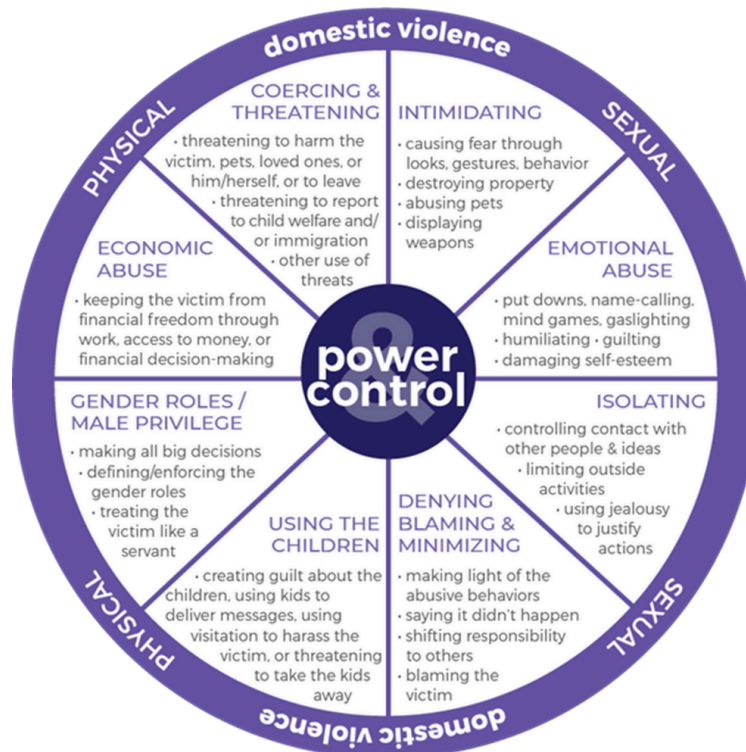 domestic violence
PHYSICAL
SEXUAL
COERCING &
THREATENING
• threatening to harm the
victim, pets, loved ones, or
him/herself, or to leave
• threatening to report
to child welfare and/
or immigration
• other use of
threats
INTIMIDATING
• causing fear through
looks, gestures, behavior
• destroying property
• abusing pets
• displaying
weapons
ECONOMIC
ABUSE
• keeping the victim from
financial freedom through
work, access to money, or
financial decision-making
EMOTIONAL
ABUSE
• put downs, name-calling,
mind games, gaslighting
• humiliating • guilting
• damaging self-esteem
&
power
control
GENDER ROLES /
MALE PRIVILEGE
• making all big decisions
• defining/enforcing the
gender roles
• treating the
victim like a
servant
ISOLATING
• controlling contact with
other people & ideas
• limiting outside
activities
• using jealousy
to justify
actions
USING THE
CHILDREN
• creating guilt about the
children, using kids to
deliver messages, using
visitation to harass the
victim, or threatening
to take the kids
away
DENYING
BLAMING &
MINIMIZING
• making light of the
abusive behaviors
• saying it didn't happen
• shifting responsibility
to others
• blaming the
victim
PHYSICAL
SEXUAL
domestic violence